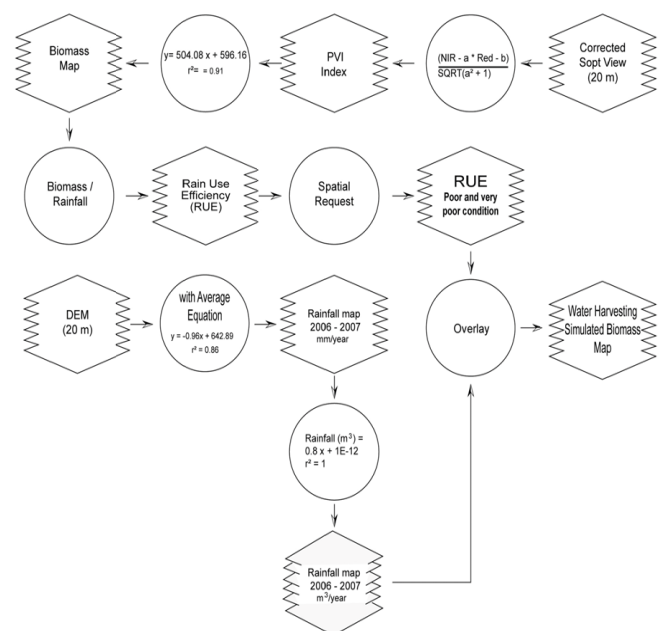 Biomass
Map
y= 504.08 x + 596.16
r²= = 0.91
PVI
Index
(NIR - a * Red - b)
SQRT(a² + 1)
Corrected
Sopt View
(20 m)
Biomass /
Rainfall
Rain Use
Efficiency
(RUE)
Spatial
Request
RUE
Poor and very
poor condition
DEM
(20 m)
with Average
Equation
y = -0.96x + 642.89
r² = 0.86
Rainfall map
2006 - 2007
mm/year
Overlay
Water Harvesting
Simulated Biomass
Map
Rainfall (m³) =
0.8 x + 1E-12
r² = 1
Rainfall map
2006 - 2007
m³/year